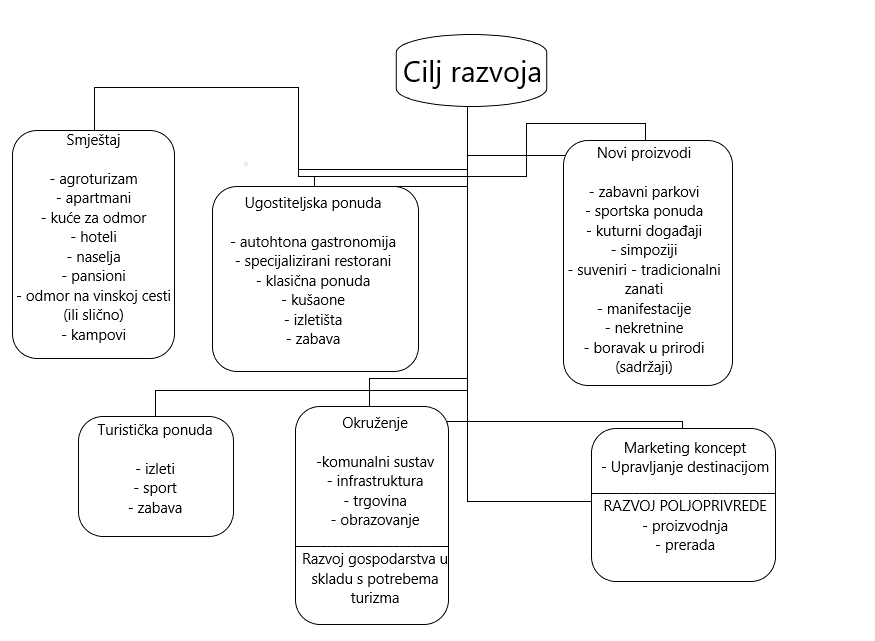 Cilj razvoja
Smještaj
- agroturizam
- apartmani
- kuće za odmor
- hoteli
- naselja
- pansioni
- odmor na vinskoj cesti
(ili slično)
- kampovi
Ugostiteljska ponuda
- autohtona gastronomija
- specijalizirani restorani
- klasična ponuda
- kušaone
- izletišta
- zabava
Novi proizvodi
- zabavni parkovi
- sportska ponuda
- kuturni događaji
- simpoziji
- suveniri - tradicionalni
zanati
- manifestacije
- nekretnine
- boravak u prirodi
(sadržaji)
Turistička ponuda
- izleti
- sport
- zabava
Okruženje
-komunalni sustav
- infrastruktura
- trgovina
- obrazovanje
Razvoj gospodarstva u
skladu s potrebema
turizma
Marketing koncept
- Upravljanje destinacijom
RAZVOJ POLJOPRIVREDE
- proizvodnja
- prerada